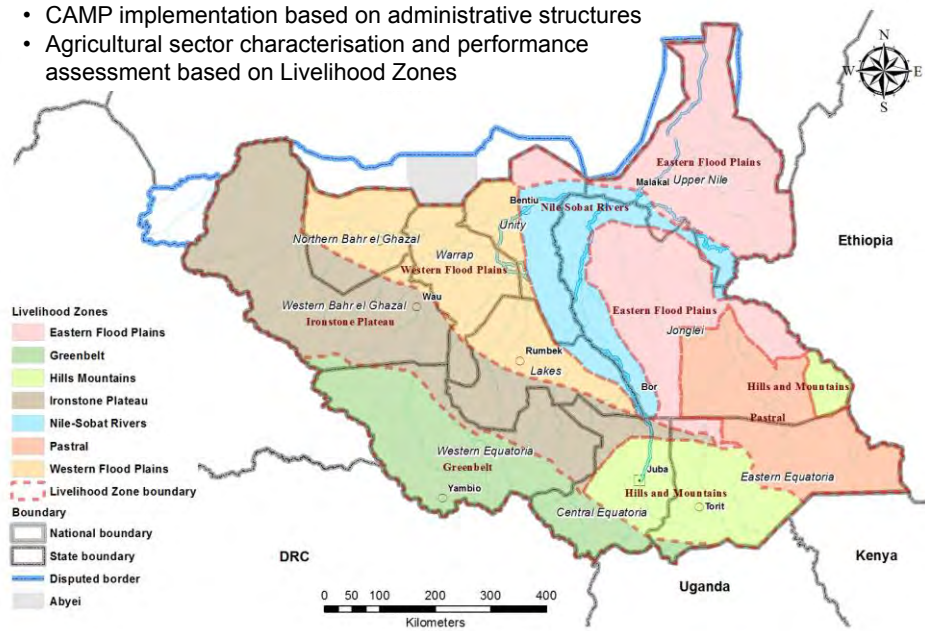 • CAMP implementation based on administrative structures
• Agricultural sector characterisation and performance
assessment based on Livelihood Zones
N
W E
S
Eastern Flood Plains
Malakal Upper Nile
Bentiu
Nile-Sobat Rivers
Unity
Ethiopia
Northern Bahr el Ghazal
Warrap
Western Flood Plains
Western Bahr el Ghazal
Wau
Ironstone Plateau
Eastern Flood Plains
Jonglei
Rumbek
Lakes
Bor
Hills and Mountains
Pastral
Western Equatoria
Greenbelt
Yambio
Juba
Eastern Equatoria
Hills and Mountains
Torit
Central Equatoria
DRC
Uganda
Kenya
Livelihood Zones
Eastern Flood Plains
Greenbelt
Hills Mountains
Ironstone Plateau
Nile-Sobat Rivers
Pastral
Western Flood Plains
Livelihood Zone boundary
Boundary
National boundary
State boundary
Disputed border
Abyei
0 50 100 200 300 400
Kilometers